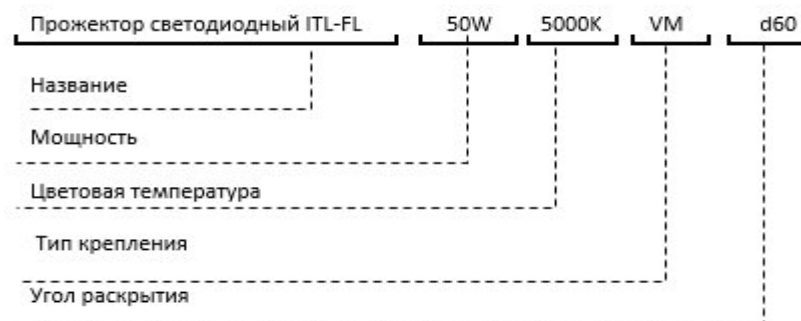 Прожектор светодиодный ITL-FL 50W 5000K VM d60
Название
Мощность
Цветовая температура
Тип крепления
Угол раскрытия